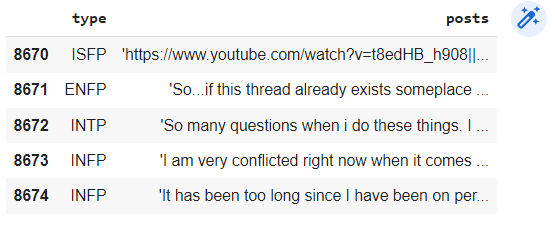 type posts
8670 ISFP 'https://www.youtube.com/watch?v=t8edHB_h908||...
8671 ENFP 'So...if this thread already exists someplace ...
8672 INTP 'So many questions when i do these things. I ...
8673 INFP 'I am very conflicted right now when it comes ...
8674 INFP 'It has been too long since I have been on per...